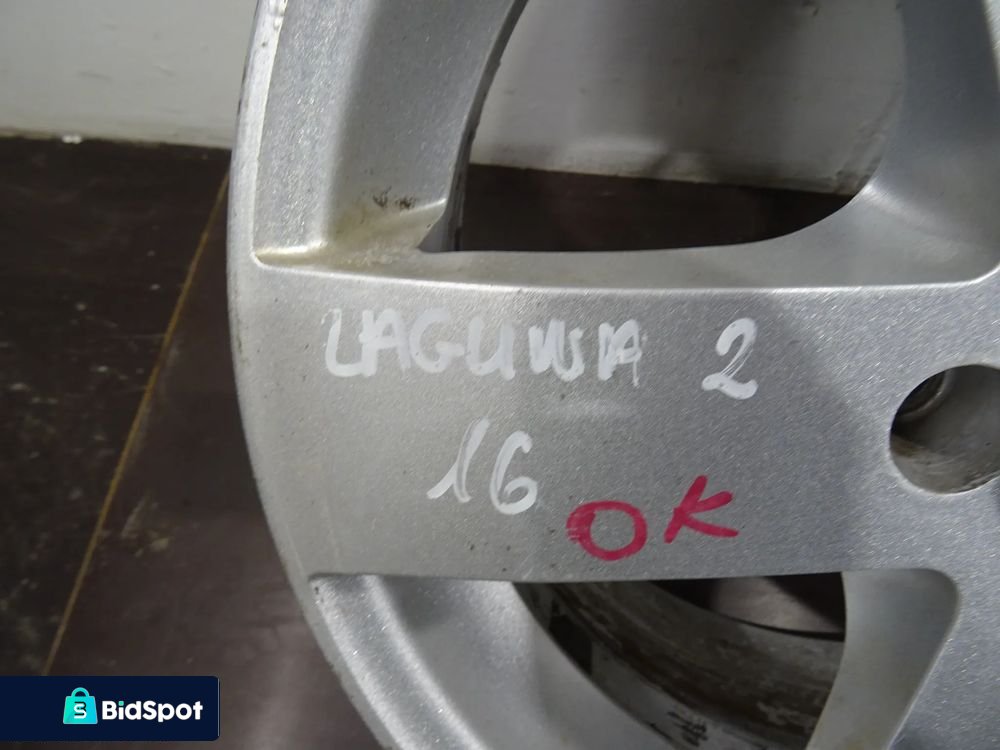 LAGUNA 2
16
OK
BidSpot